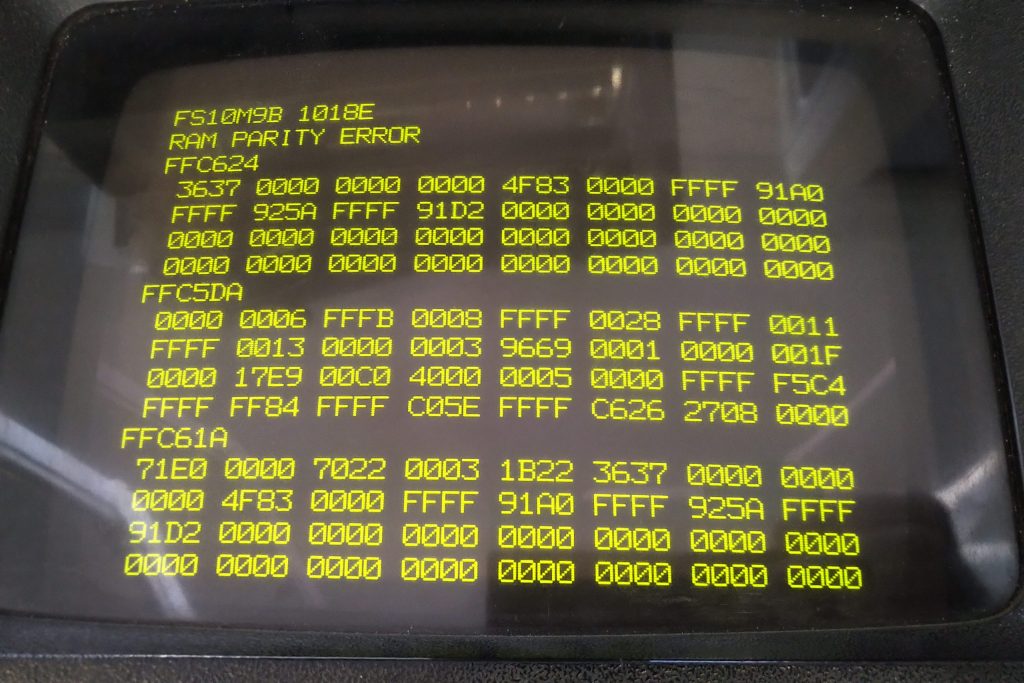 FS10M9B 1018E
RAM PARITY ERROR
FFC624
3637 0000 0000 0000 4F83 0000 FFFF 91A0
FFFF 925A FFFF 91D2 0000 0000 0000 0000
0000 0000 0000 0000 0000 0000 0000 0000
0000 0000 0000 0000 0000 0000 0000 0000
FFC5DA
0000 0006 FFFB 0008 FFFF 0028 FFFF 0011
FFFF 0013 0000 0003 9669 0001 0000 001F
0000 17E9 00C0 4000 0005 0000 FFFF F5C4
FFFF FF84 FFFF C05E FFFF C626 2708 0000
FFC61A
71E0 0000 7022 0003 1B22 3637 0000 0000
0000 4F83 0000 FFFF 91A0 FFFF 925A FFFF
91D2 0000 0000 0000 0000 0000 0000 0000
0000 0000 0000 0000 0000 0000 0000 0000